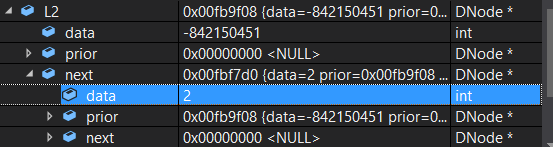 L2 0x00fb9f08 {data=-842150451 prior=0... DNode *
data -842150451 int
prior 0x00000000 <NULL> DNode *
next 0x00fbf7d0 {data=2 prior=0x00fb9f08 ... DNode *
data 2 int
prior 0x00fb9f08 {data=-842150451 prior=0... DNode *
next 0x00000000 <NULL> DNode *